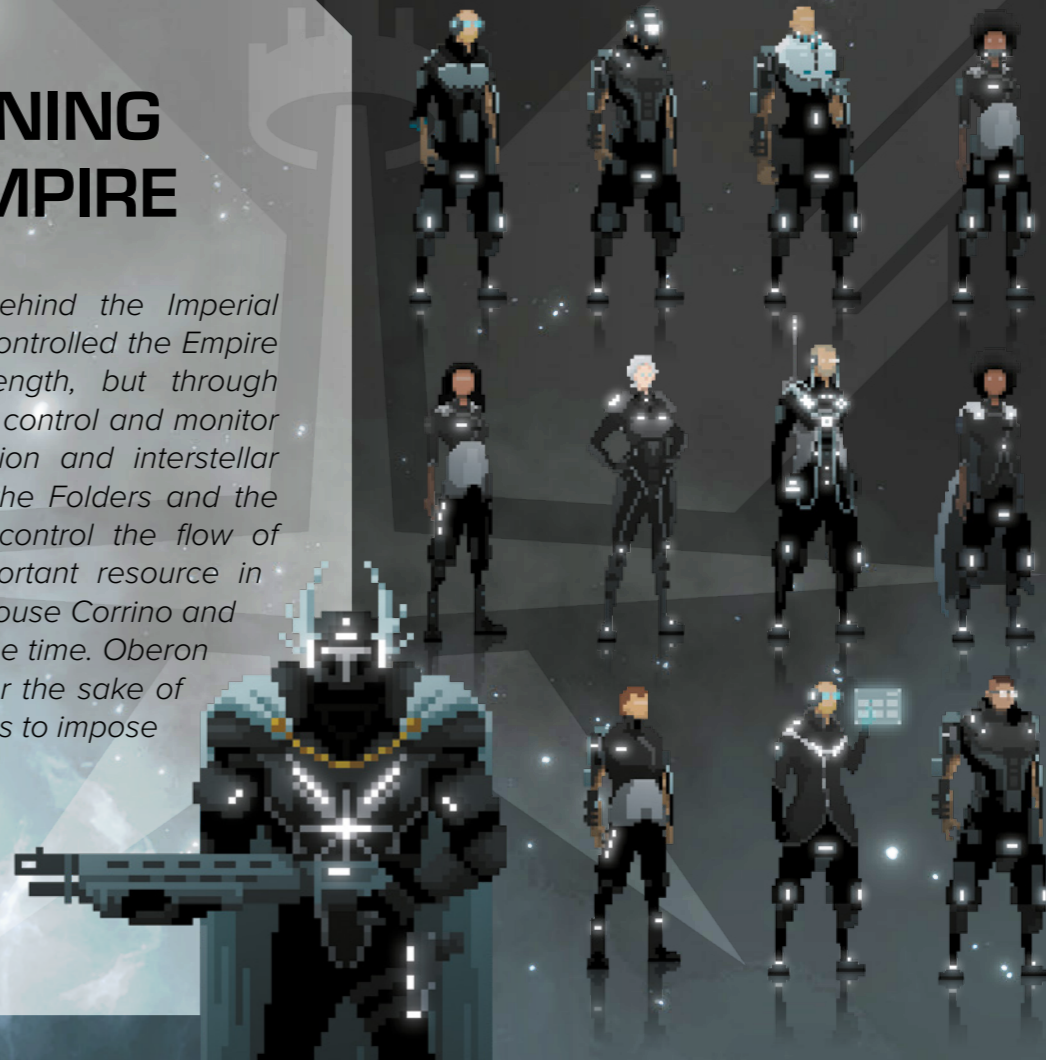 NING
MPIRE
ehind the Imperial
ontrolled the Empire
ength, but through
control and monitor
ion and interstellar
he Folders and the
control the flow of
portant resource in
ouse Corrino and
e time. Oberon
r the sake of
s to impose